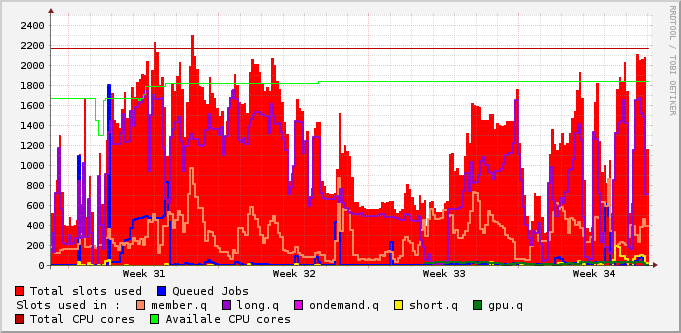 RRDTOOL / TOBI OETIKER
2400
2200
2000
1800
1600
1400
1200
1000
800
600
400
200
0
Week 31 Week 32 Week 33 Week 34
Total slots used Queued Jobs
Slots used in : member.q long.q ondemand.q short.q gpu.q
Total CPU cores Availale CPU cores